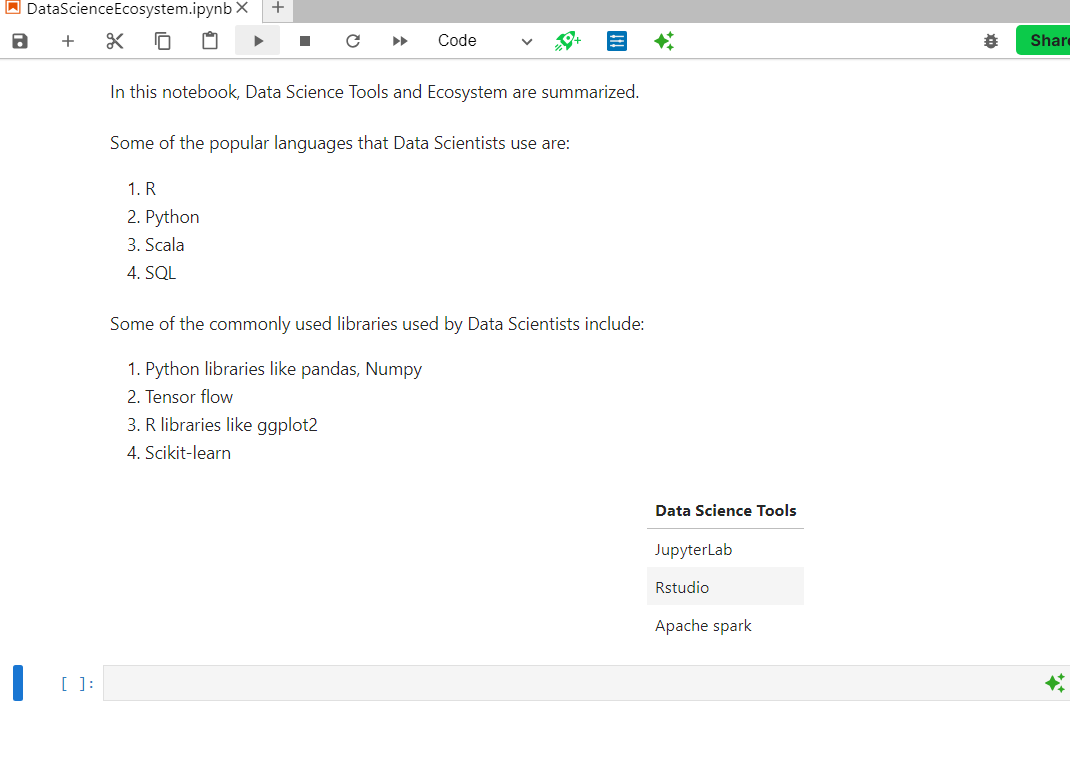 DataScienceEcosystem.ipynb
Code
Share
In this notebook, Data Science Tools and Ecosystem are summarized.
Some of the popular languages that Data Scientists use are:
1. R
2. Python
3. Scala
4. SQL
Some of the commonly used libraries used by Data Scientists include:
1. Python libraries like pandas, Numpy
2. Tensor flow
3. R libraries like ggplot2
4. Scikit-learn
Data Science Tools
JupyterLab
Rstudio
Apache spark
[ ]: